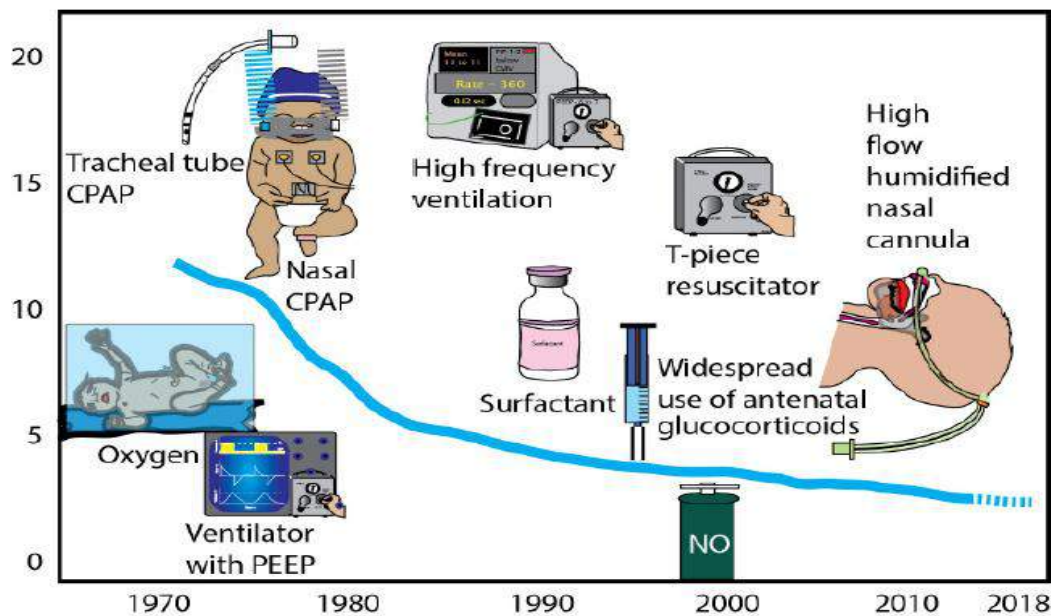 20
15
10
5
0
Tracheal tube
CPAP
Nasal
CPAP
High frequency
ventilation
Rate – 360
T-piece
resuscitator
High
flow
humidified
nasal
cannula
Oxygen
Ventilator
with PEEP
Surfactant
Surfactant
Widespread
use of antenatal
glucocorticoids
NO
1970
1980
1990
2000
2010
2018